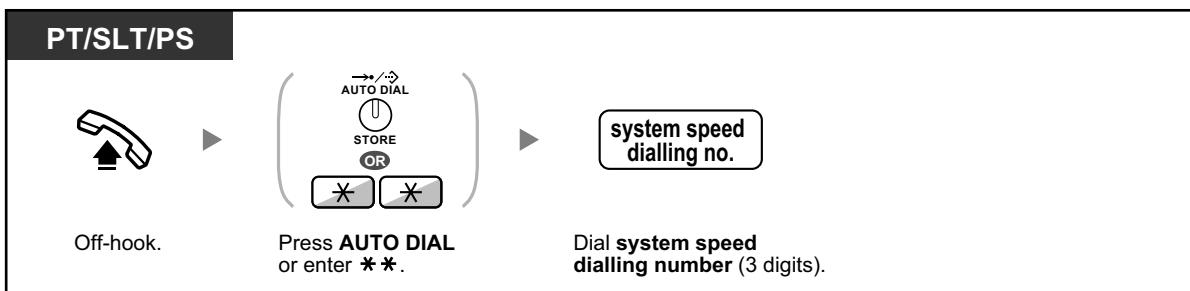 PT/SLT/PS
AUTO DIAL
STORE
OR
system speed
dialling no.
Off-hook.
Press AUTO DIAL
or enter ** .
Dial system speed
dialling number (3 digits).